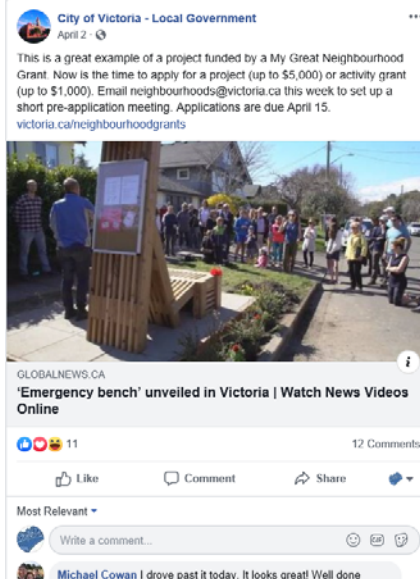 City of Victoria - Local Government
April 2 ·
This is a great example of a project funded by a My Great Neighbourhood
Grant. Now is the time to apply for a project (up to $5,000) or activity grant
(up to $1,000). Email neighbourhoods@victoria.ca this week to set up a
short pre-application meeting. Applications are due April 15.
victoria.ca/neighbourhoodgrants
GLOBALNEWS.CA
‘Emergency bench’ unveiled in Victoria | Watch News Videos
Online
11
12 Comments
Like Comment Share
Most Relevant
Write a comment...
GIF
Michael Cowan I drove past it today. It looks great! Well done